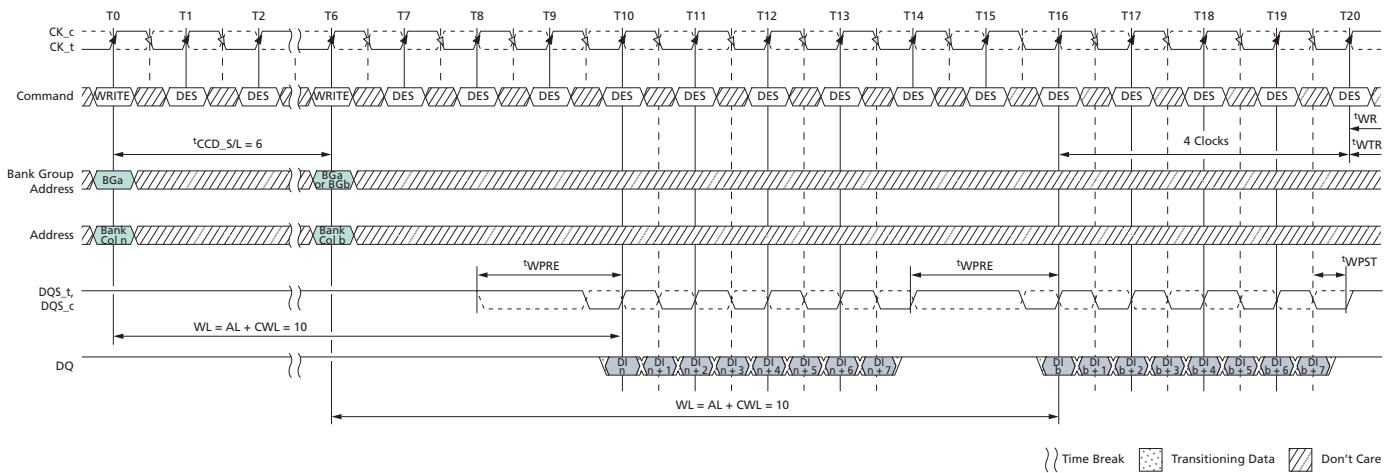 T0 T1 T2 T6 T7 T8 T9 T10 T11 T12 T13 T14 T15 T16 T17 T18 T19 T20
CK_c
CK_t
Command WRITE DES DES WRITE DES DES DES DES DES DES DES DES DES DES DES DES DES DES
tWR
tCCD_S/L = 6
4 Clocks
tWTR
Bank Group
Address
BGa
BGa
or BGb
Address
Bank
Col n
Bank
Col b
tWPRE
tWPRE
tWPST
DQS_t,
DQS_c
WL = AL + CWL = 10
DQ
DI
n
DI
n + 1
DI
n + 2
DI
n + 3
DI
n + 4
DI
n + 5
DI
n + 6
DI
n + 7
DI
b
DI
b + 1
DI
b + 2
DI
b + 3
DI
b + 4
DI
b + 5
DI
b + 6
DI
b + 7
WL = AL + CWL = 10
Time Break Transitioning Data Don't Care